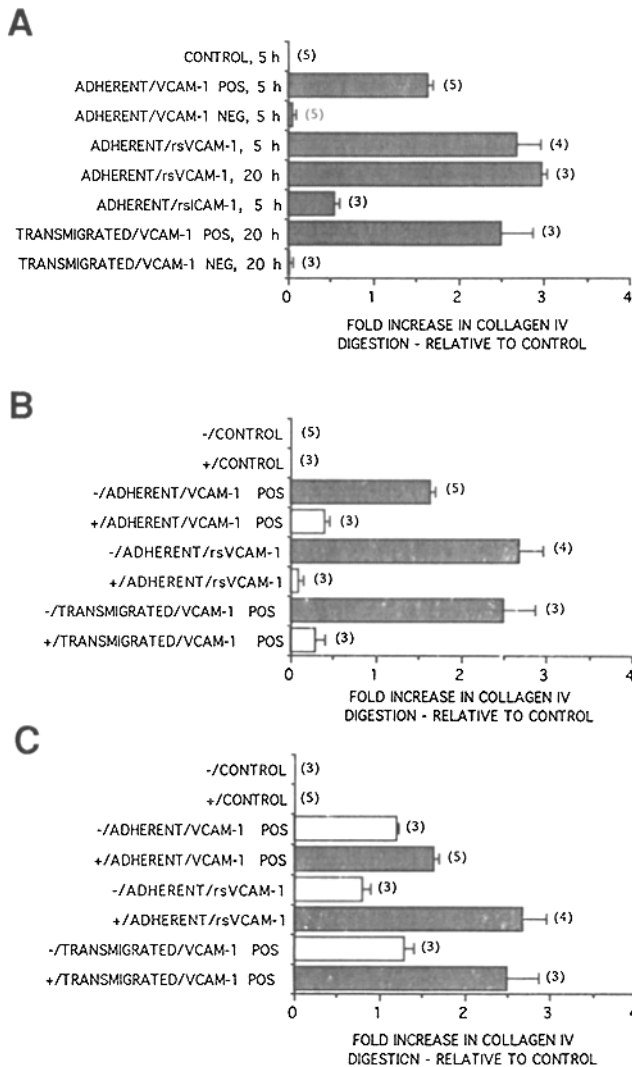 A
CONTROL, 5 h (5)
ADHERENT/VCAM-1 POS, 5 h (5)
ADHERENT/VCAM-1 NEG, 5 h (5)
ADHERENT/rsVCAM-1, 5 h (4)
ADHERENT/rsVCAM-1, 20 h (3)
ADHERENT/rsICAM-1, 5 h (3)
TRANSMIGRATED/VCAM-1 POS, 20 h (3)
TRANSMIGRATED/VCAM-1 NEG, 20 h (3)
0 1 2 3 4
FOLD INCREASE IN COLLAGEN IV
DIGESTION - RELATIVE TO CONTROL
B
-/CONTROL (5)
+/CONTROL (3)
-/ADHERENT/VCAM-1 POS (5)
+/ADHERENT/VCAM-1 POS (3)
-/ADHERENT/rsVCAM-1 (4)
+/ADHERENT/rsVCAM-1 (3)
-/TRANSMIGRATED/VCAM-1 POS (3)
+/TRANSMIGRATED/VCAM-1 POS (3)
0 1 2 3 4
FOLD INCREASE IN COLLAGEN IV
DIGESTION - RELATIVE TO CONTROL
C
-/CONTROL (3)
+/CONTROL (5)
-/ADHERENT/VCAM-1 POS (3)
+/ADHERENT/VCAM-1 POS (5)
-/ADHERENT/rsVCAM-1 (3)
+/ADHERENT/rsVCAM-1 (4)
-/TRANSMIGRATED/VCAM-1 POS (3)
+/TRANSMIGRATED/VCAM-1 POS (3)
0 1 2 3 4
FOLD INCREASE IN COLLAGEN IV
DIGESTION - RELATIVE TO CONTROL